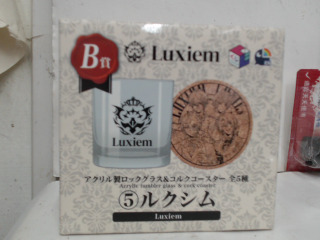 B賞
Luxiem
Luxiem
Luxiem
アクリル製ロックグラス&コルクコースター 全5種
Acrylic tumbler glass & cork coaster
⑤ルクシム
Luxiem